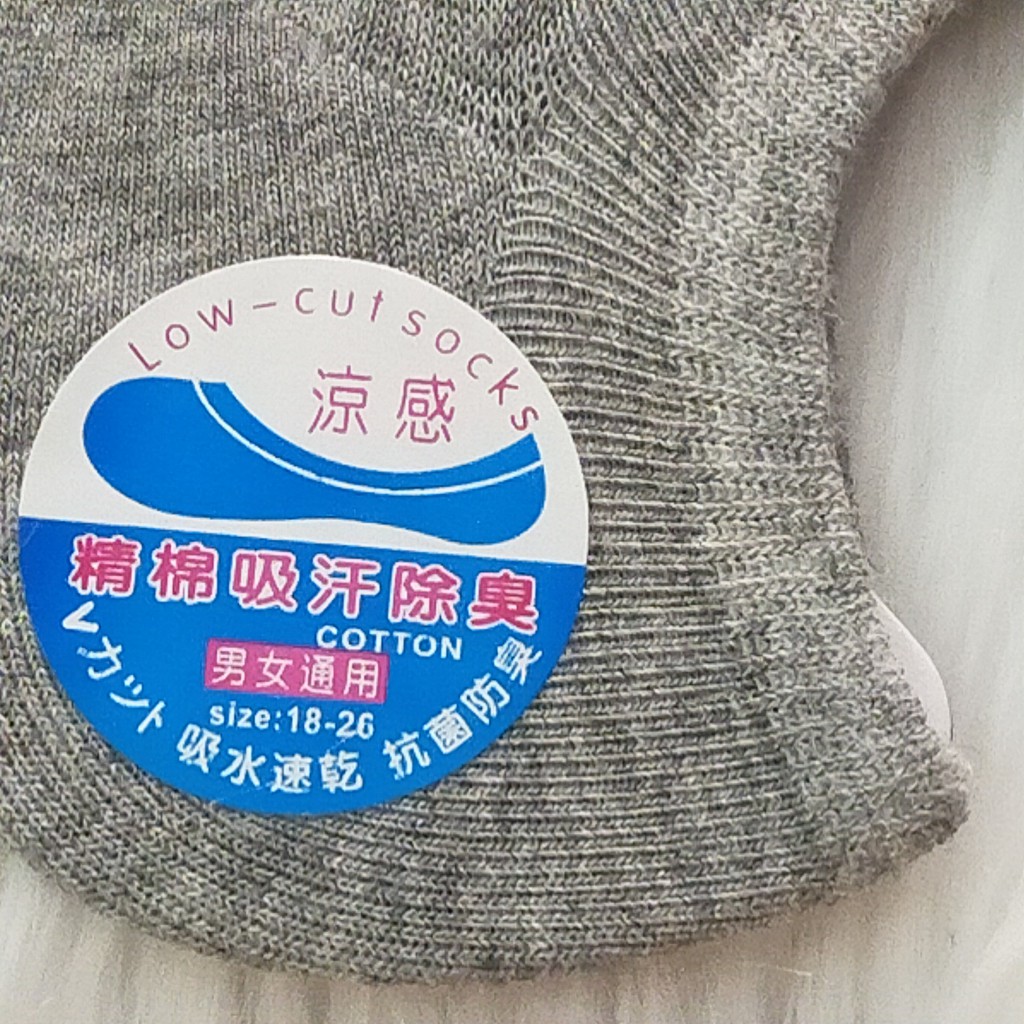 Low-cut socks
涼感
精棉吸汗除臭
COTTON
男女通用
size:18-26
Vカット 吸水速乾 抗菌防臭